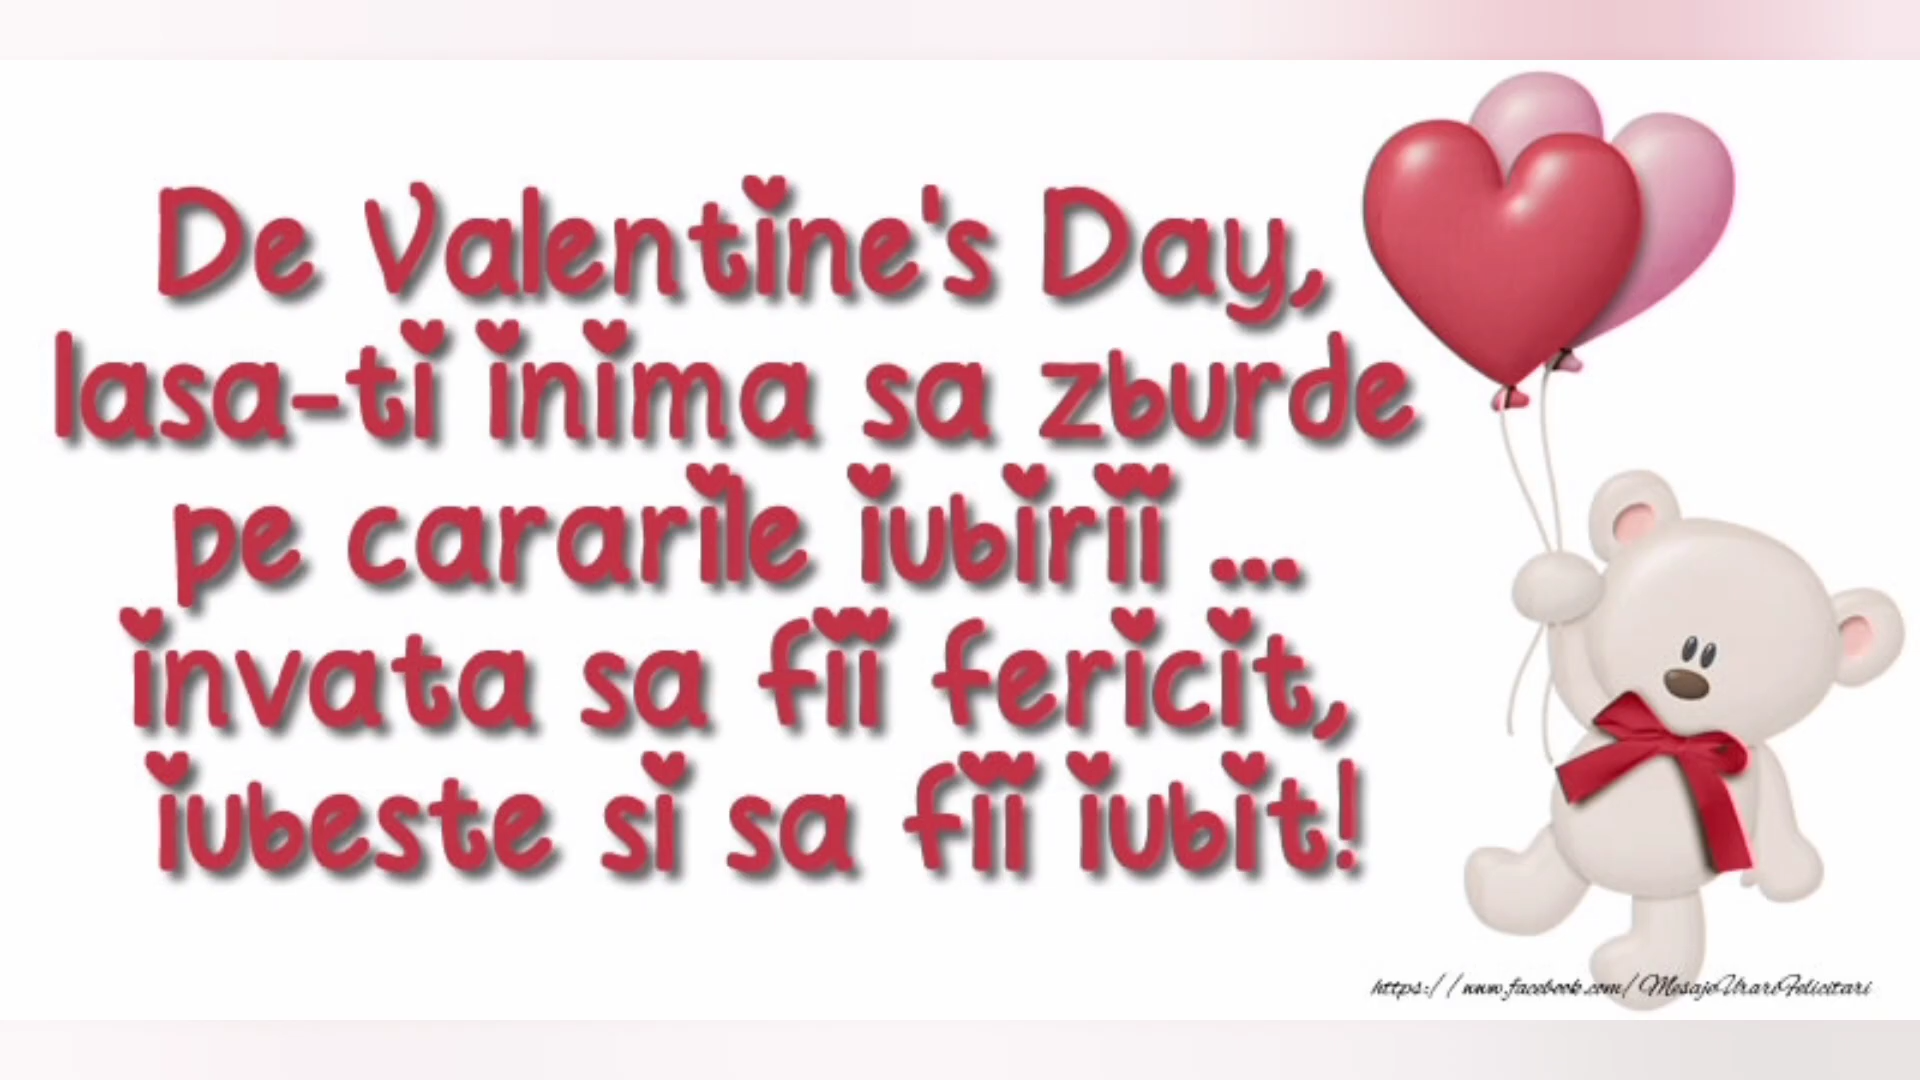 De Valentine's Day,
lasa-ti inima sa zburde
pe cararile iubirii ...
invata sa fii fericit,
iubeste si sa fii iubit!
https://www.facebook.com/MesajeUrariFelicitari